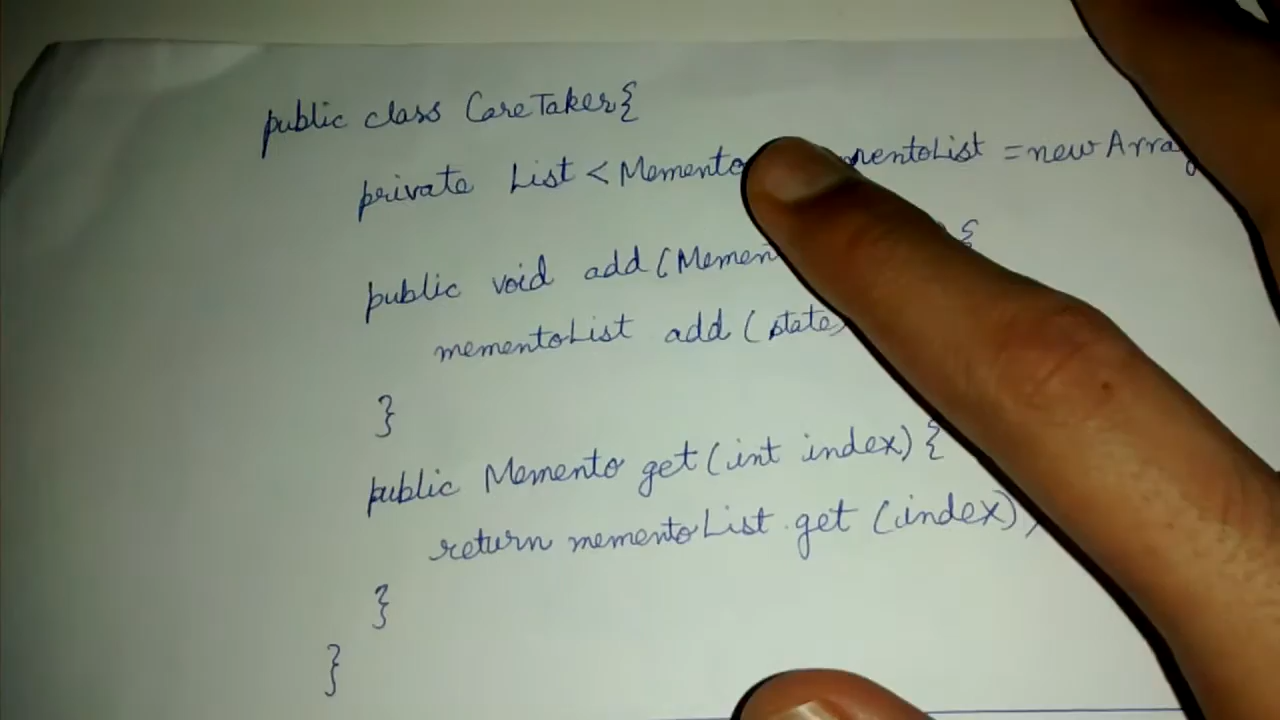 public class CareTaker{
private List <Memento mentoList = new Array
public void add (Memen {
mementoList add (state)
}
public Memento get (int index) {
return mementoList.get (index);
}
}